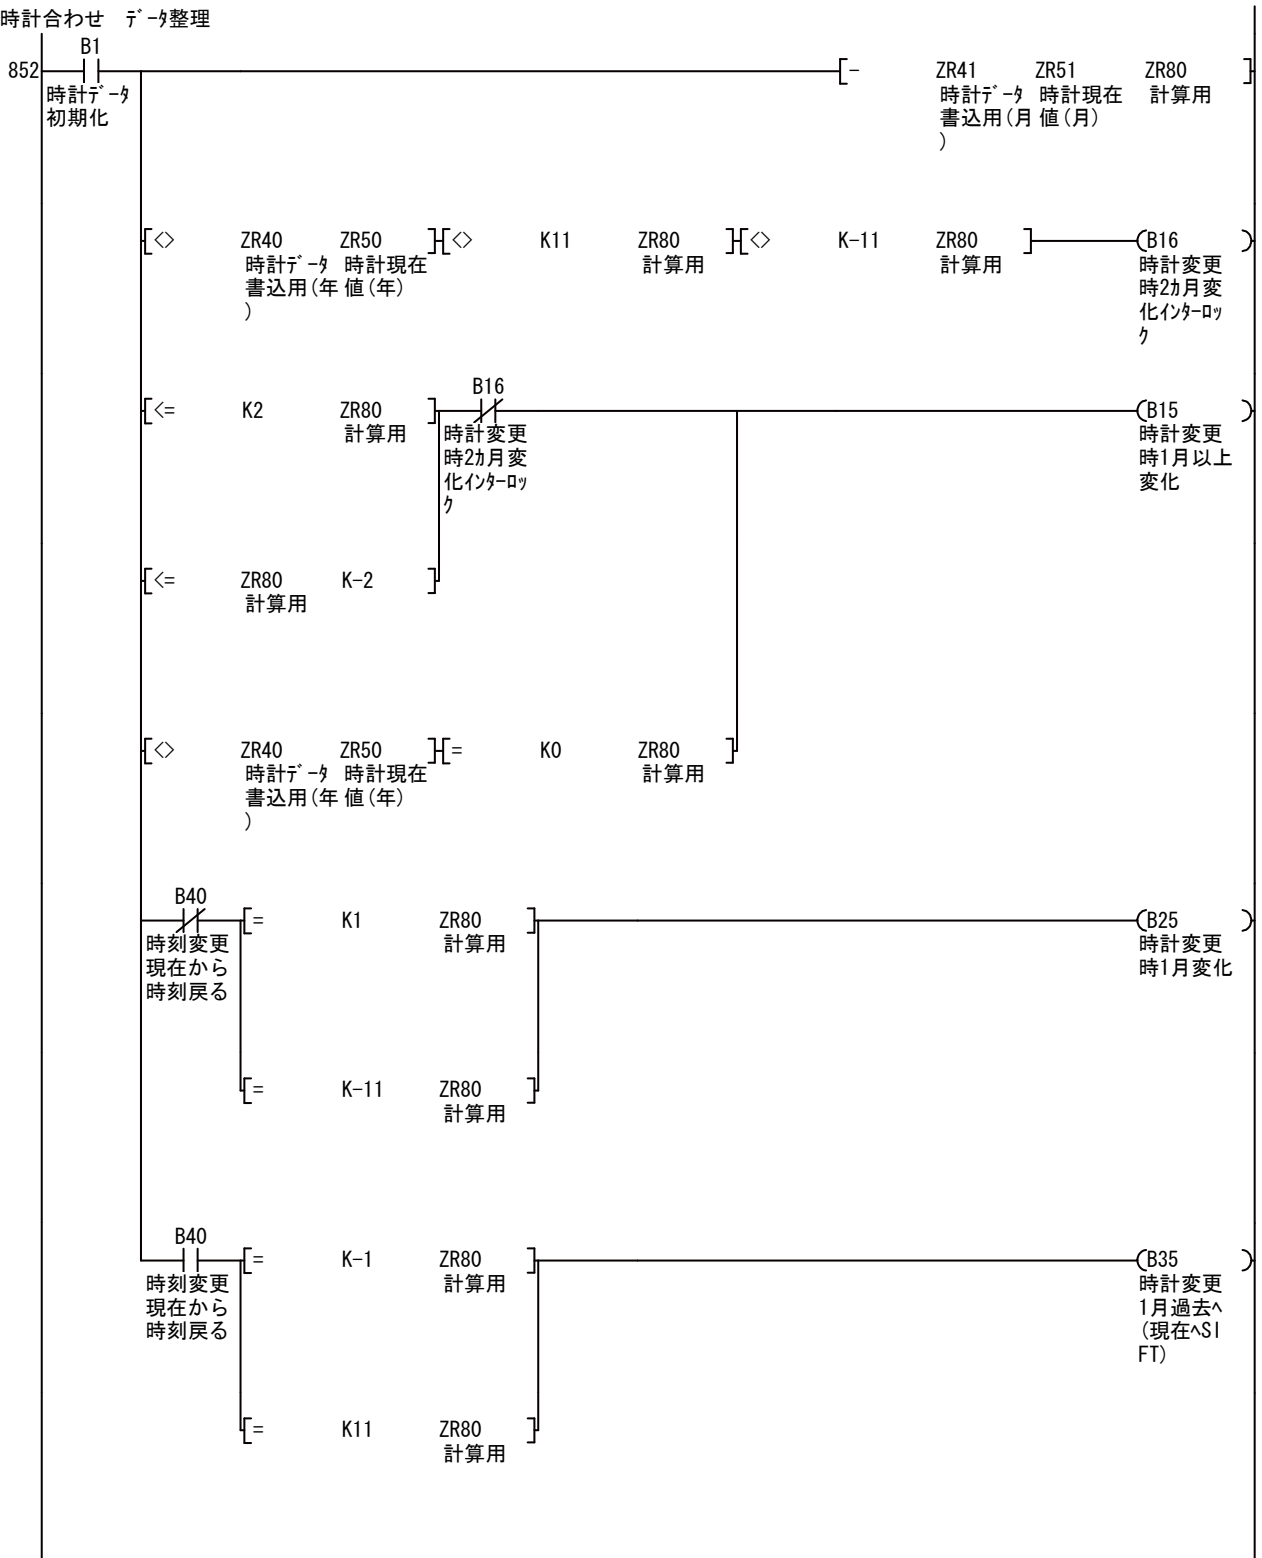 時計合わせ　ﾃﾞｰﾀ整理
B1
852
[- ZR41 ZR51 ZR80 ]
時計ﾃﾞｰﾀ 時計現在 計算用
時計ﾃﾞｰﾀ
初期化
書込用(月 値(月)
)
[<> ZR40 ZR50 ][<> K11 ZR80 ][<> K-11 ZR80 ] (B16 )
時計ﾃﾞｰﾀ 時計現在 計算用 計算用 時計変更
書込用(年 値(年) 時2ｶ月変
) 化ｲﾝﾀｰﾛｯ
ｸ
B16
[<= K2 ZR80 ] (B15 )
計算用 時計変更 時計変更
時2ｶ月変 時1月以上
化ｲﾝﾀｰﾛｯ 変化
ｸ
[<= ZR80 K-2 ]
計算用
[<> ZR40 ZR50 ][= K0 ZR80 ]
時計ﾃﾞｰﾀ 時計現在 計算用
書込用(年 値(年)
)
B40
[= K1 ZR80 ] (B25 )
時刻変更 計算用 時計変更
現在から 時1月変化
時刻戻る
[= K-11 ZR80 ]
計算用
B40
[= K-1 ZR80 ] (B35 )
時刻変更 計算用 時計変更
現在から 1月過去ﾍ
時刻戻る (現在ﾍSI
FT)
[= K11 ZR80 ]
計算用